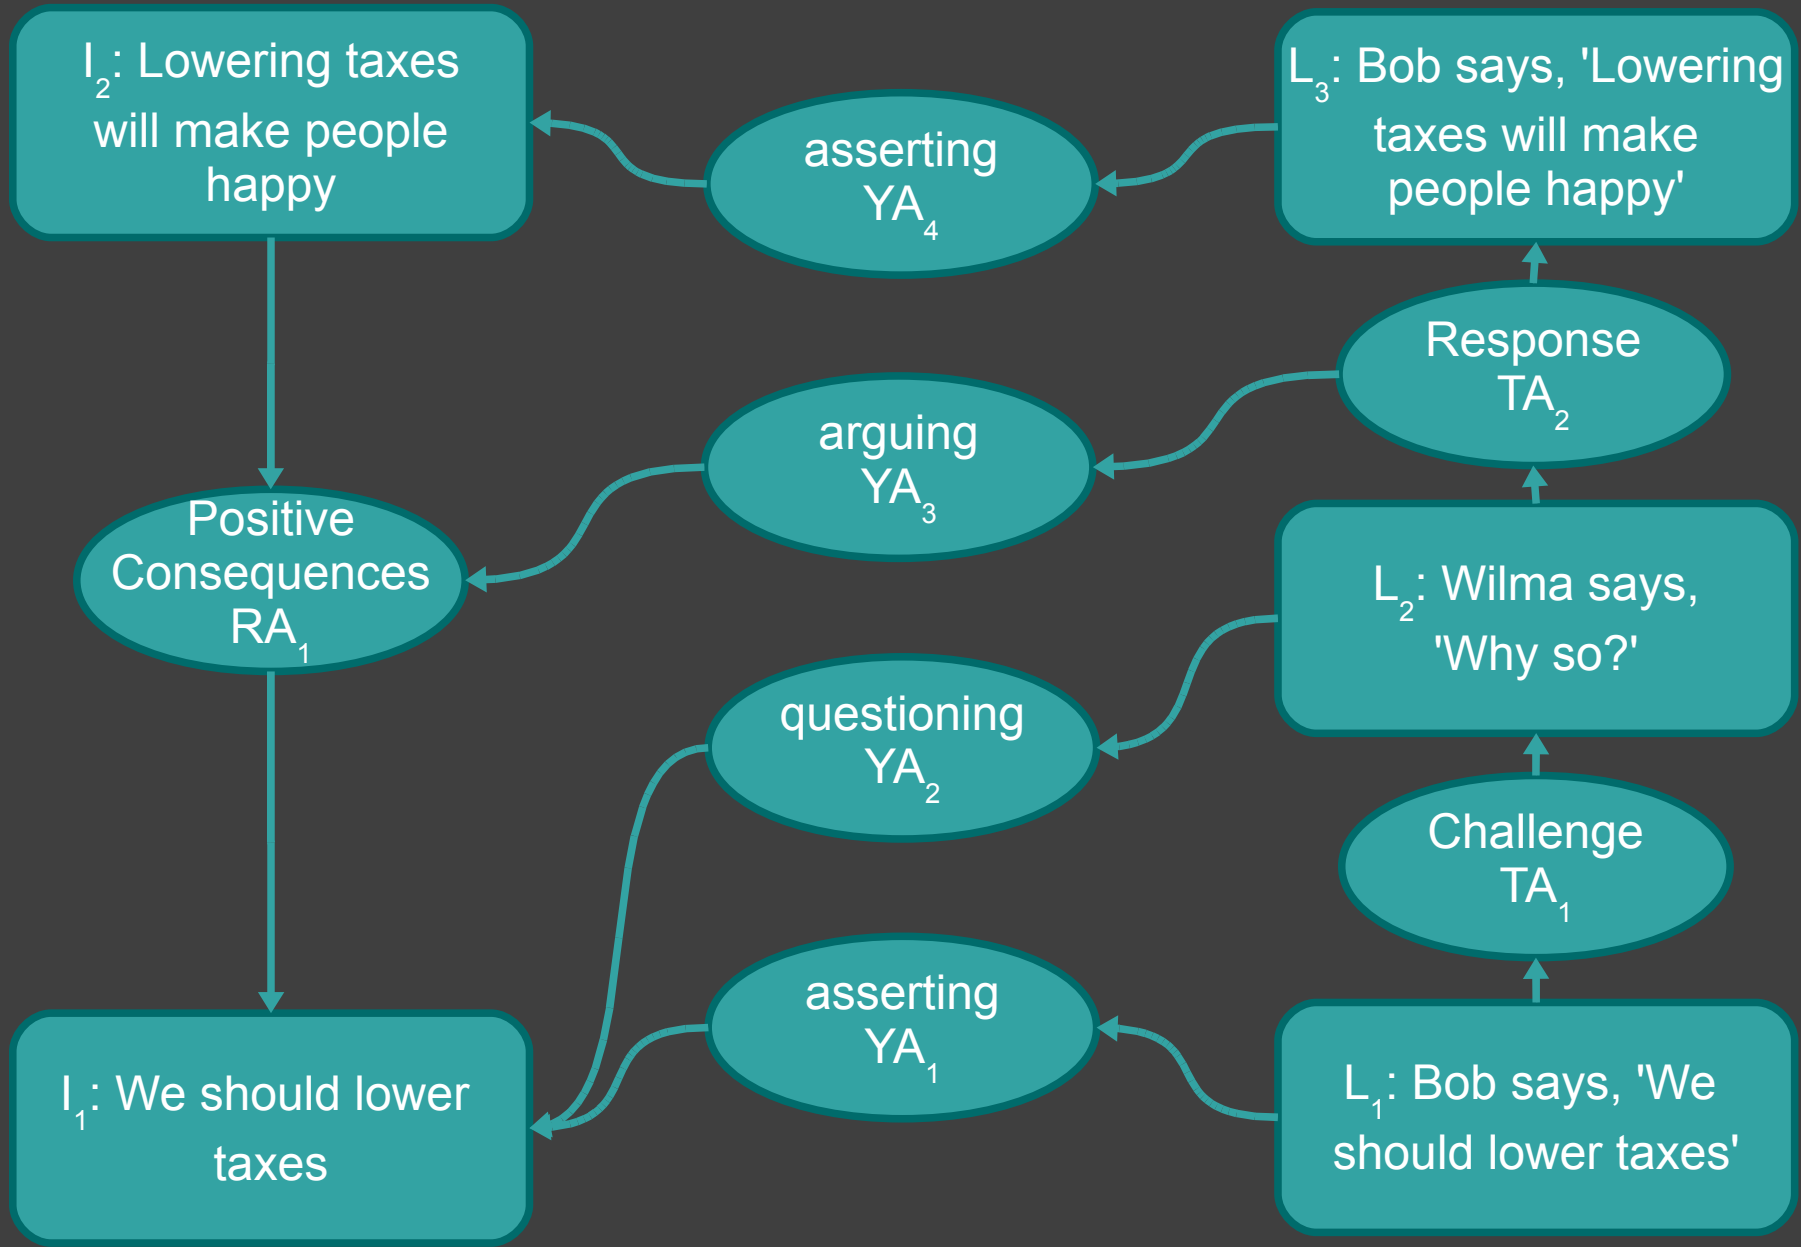 I₂: Lowering taxes
will make people
happy
asserting
YA₄
L₃: Bob says, 'Lowering
taxes will make
people happy'
Response
TA₂
arguing
YA₃
Positive
Consequences
RA₁
L₂: Wilma says,
'Why so?'
questioning
YA₂
Challenge
TA₁
asserting
YA₁
I₁: We should lower
taxes
L₁: Bob says, 'We
should lower taxes'